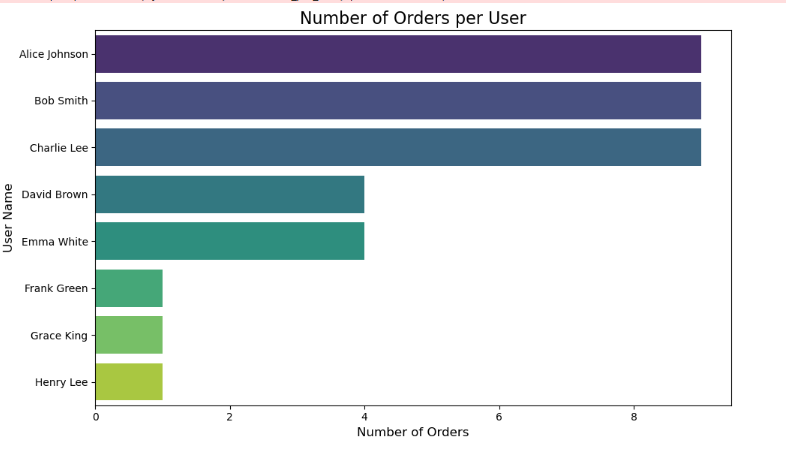 Number of Orders per User
User Name
Alice Johnson
Bob Smith
Charlie Lee
David Brown
Emma White
Frank Green
Grace King
Henry Lee
0 2 4 6 8
Number of Orders